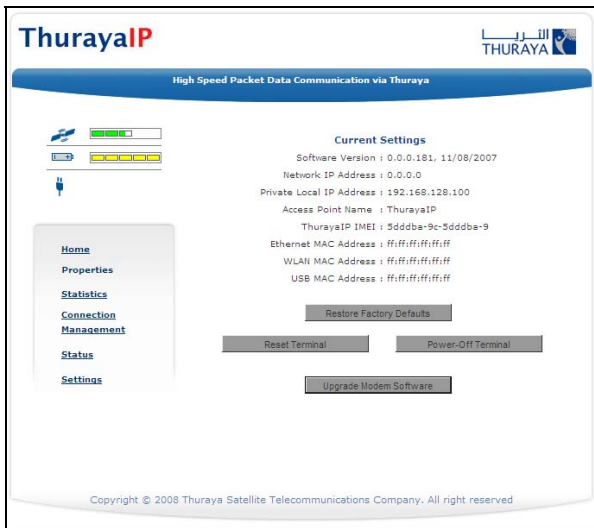 ThurayaIP
الثريا
THURAYA
High Speed Packet Data Communication via Thuraya
Current Settings
Software Version : 0.0.0.181, 11/08/2007
Network IP Address : 0.0.0.0
Private Local IP Address : 192.168.128.100
Access Point Name : ThurayaIP
ThurayaIP IMEI : 5dddba-9c-5dddba-9
Ethernet MAC Address : ff:ff:ff:ff:ff:ff
WLAN MAC Address : ff:ff:ff:ff:ff:ff
USB MAC Address : ff:ff:ff:ff:ff:ff
Home
Properties
Statistics
Connection
Management
Status
Settings
Restore Factory Defaults
Reset Terminal
Power-Off Terminal
Upgrade Modem Software
Copyright © 2008 Thuraya Satellite Telecommunications Company. All right reserved